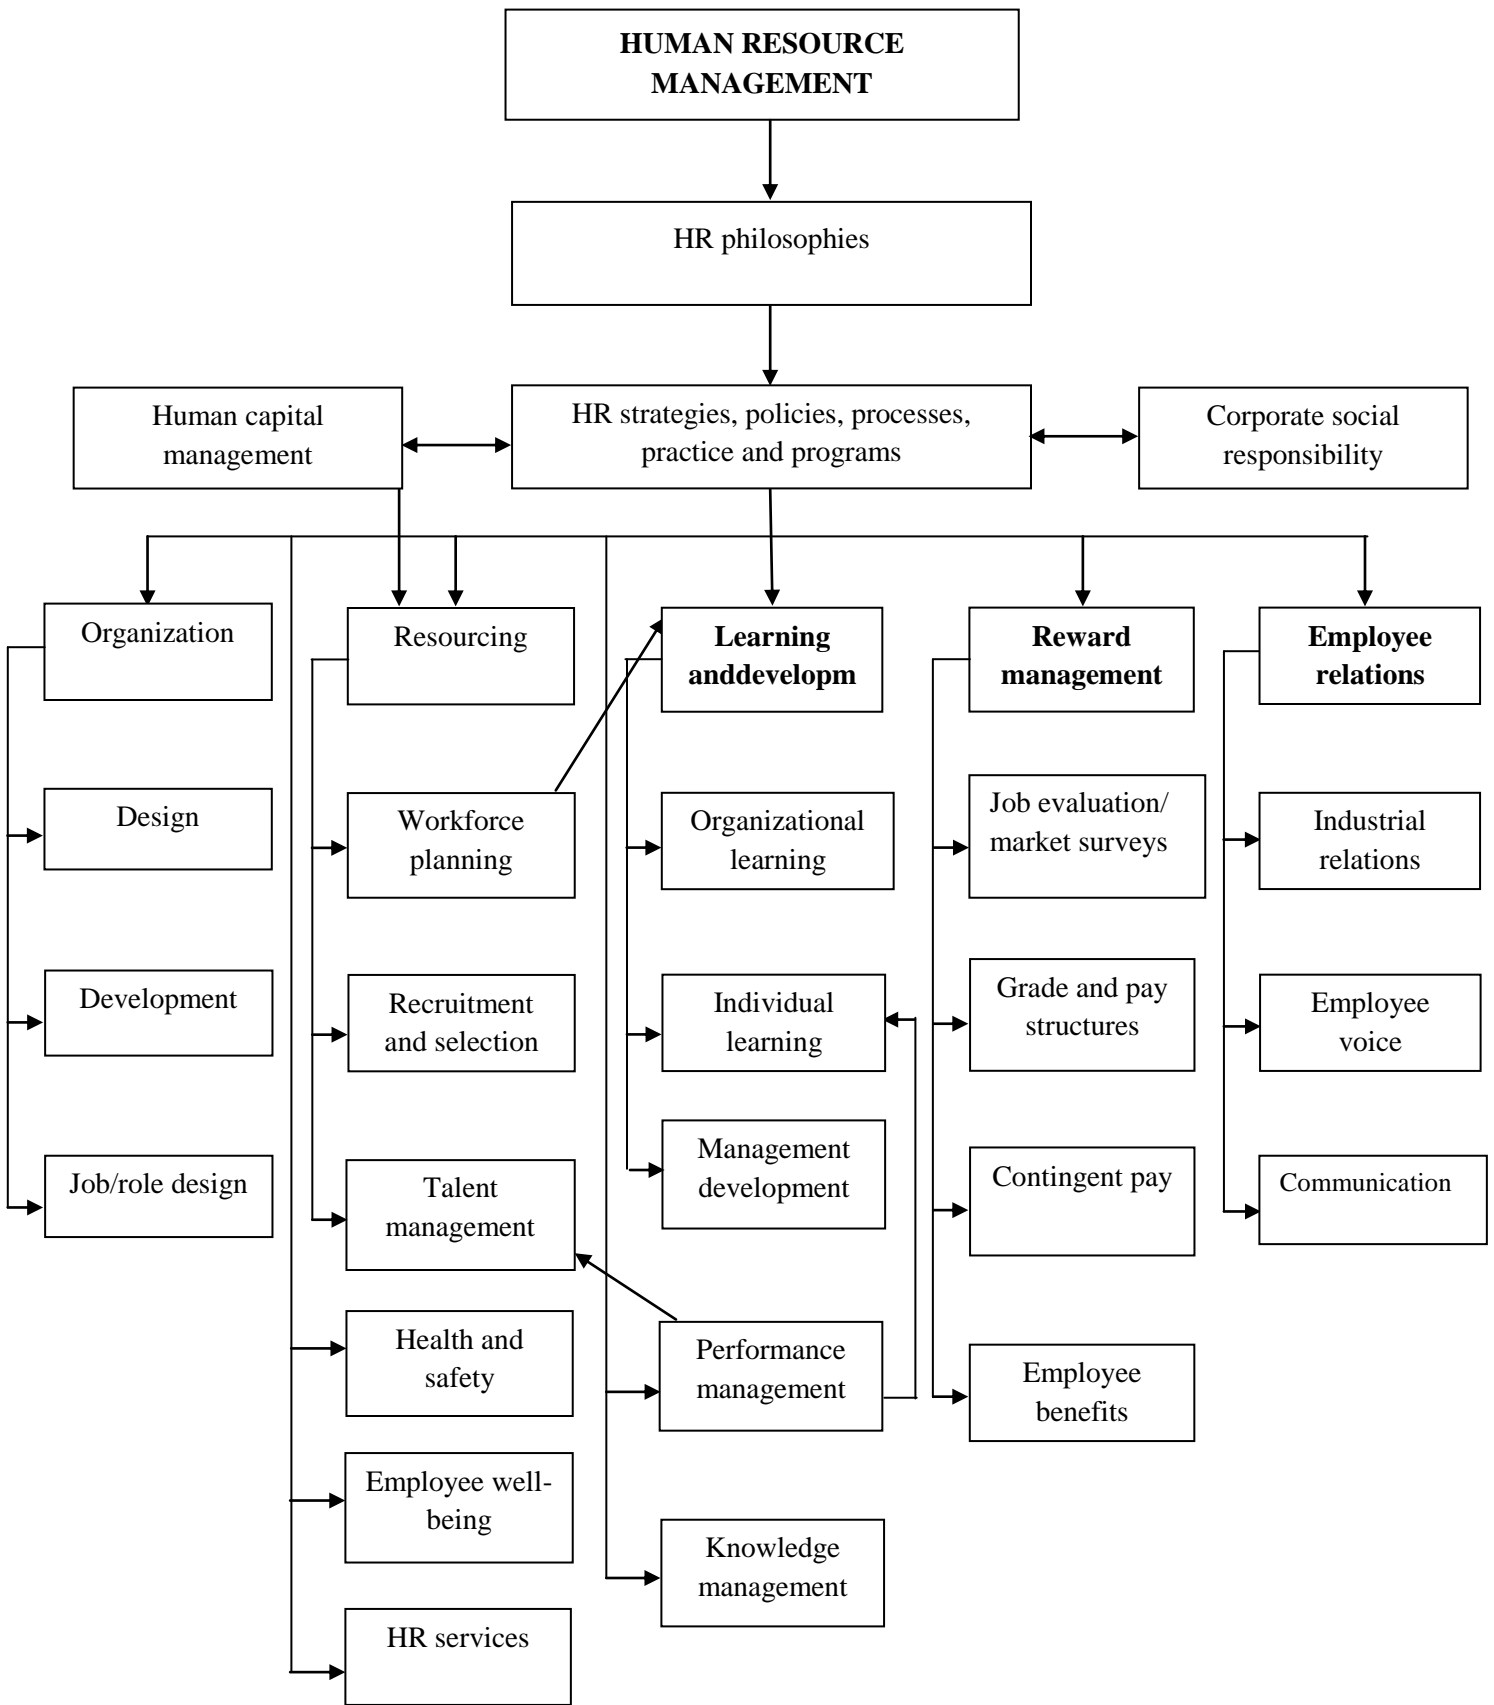 HUMAN RESOURCE
MANAGEMENT
HR philosophies
Human capital
management
HR strategies, policies, processes,
practice and programs
Corporate social
responsibility
Organization
Resourcing
Learning
anddevelopm
Reward
management
Employee
relations
Design
Workforce
planning
Organizational
learning
Job evaluation/
market surveys
Industrial
relations
Development
Recruitment
and selection
Individual
learning
Grade and pay
structures
Employee
voice
Job/role design
Talent
management
Management
development
Contingent pay
Communication
Health and
safety
Performance
management
Employee
benefits
Employee well-
being
Knowledge
management
HR services